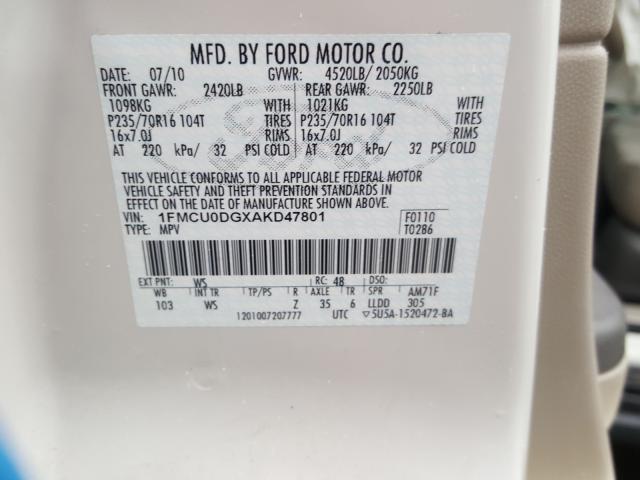 MFD. BY FORD MOTOR CO.
DATE: 07/10 GVWR: 4520LB/ 2050KG
FRONT GAWR: 2420LB REAR GAWR: 2250LB
1098KG 1021KG
P235/70R16 104T TIRES P235/70R16 104T TIRES
16x7.0J RIMS 16x7.0J RIMS
AT 220 kPa/ 32 PSI COLD AT 220 kPa/ 32 PSI COLD
THIS VEHICLE CONFORMS TO ALL APPLICABLE FEDERAL MOTOR
VEHICLE SAFETY AND THEFT PREVENTION STANDARDS IN
EFFECT ON THE DATE OF MANUFACTURE SHOWN ABOVE.
VIN: 1FMCU0DGXAKD47801 F0110
TYPE: MPV T0286
EXT PNT: WS RC: 48 DSO:
WB INT TR TP/PS R AXLE TR SPR AM71F
103 WS Z 35 6 LLDD 305
1201007207777 UTC ▽5U5A-1520472-BA
Ford